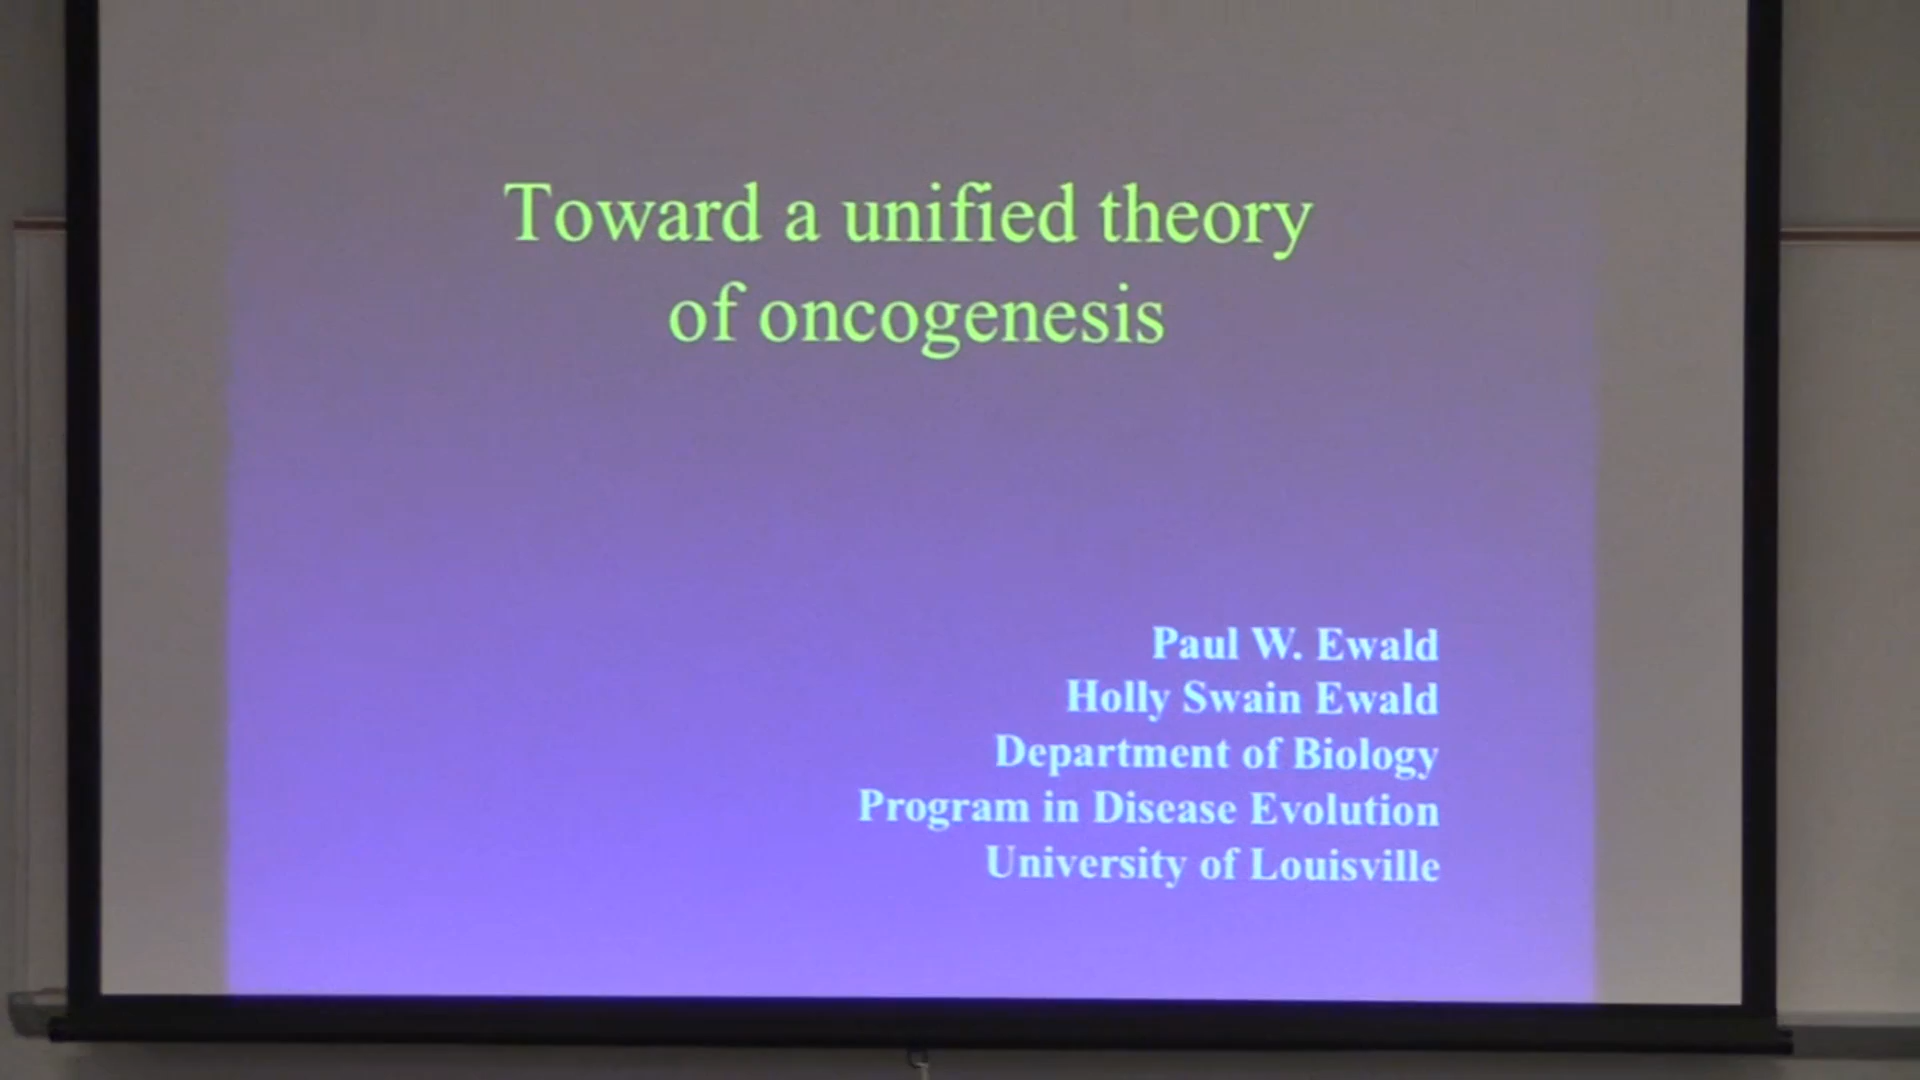 Toward a unified theory
of oncogenesis
Paul W. Ewald
Holly Swain Ewald
Department of Biology
Program in Disease Evolution
University of Louisville